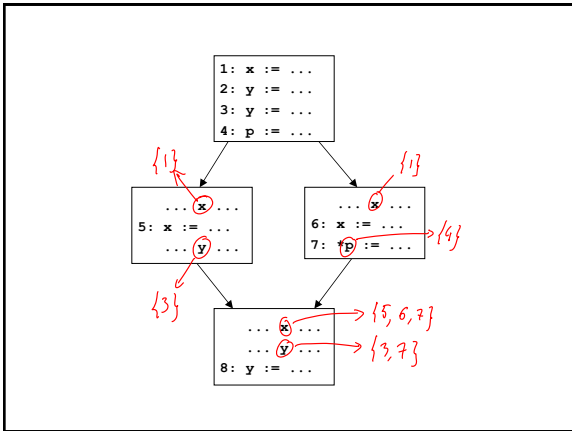 1: x := ...
2: y := ...
3: y := ...
4: p := ...
{1}
{1}
... x ...
5: x := ...
... y ...
... x ...
6: x := ...
7: *p := ...
{4}
{3}
... x ...
{5, 6, 7}
... y ...
{3, 7}
8: y := ...